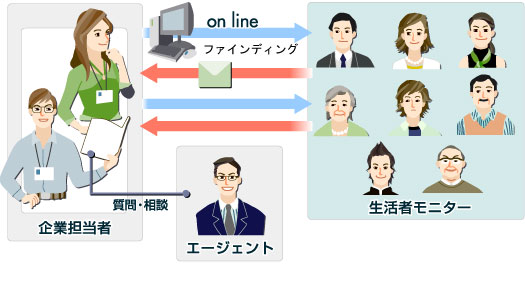 on line
ファインディング
質問・相談
企業担当者
エージェント
生活者モニター